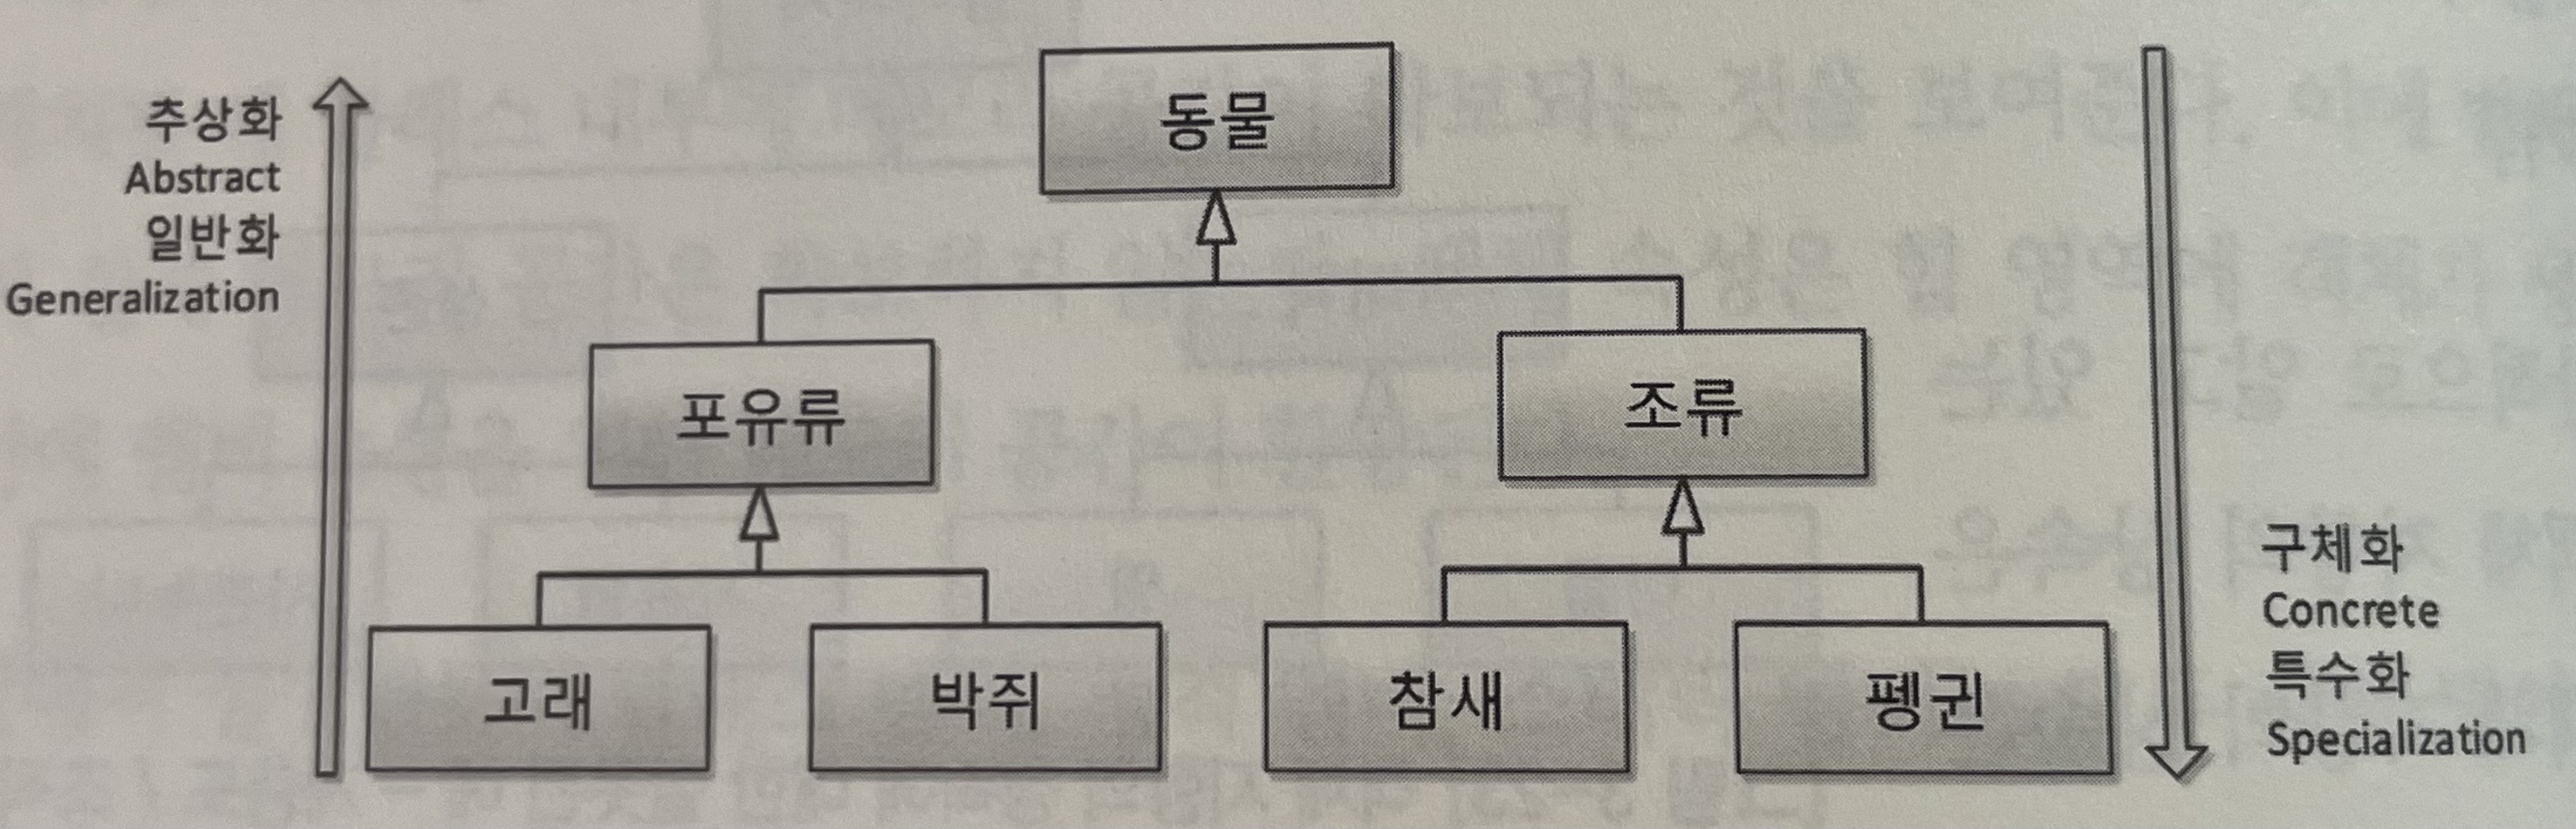 추상화
Abstract
일반화
Generalization
동물
포유류
조류
고래
박쥐
참새
펭귄
구체화
Concrete
특수화
Specialization